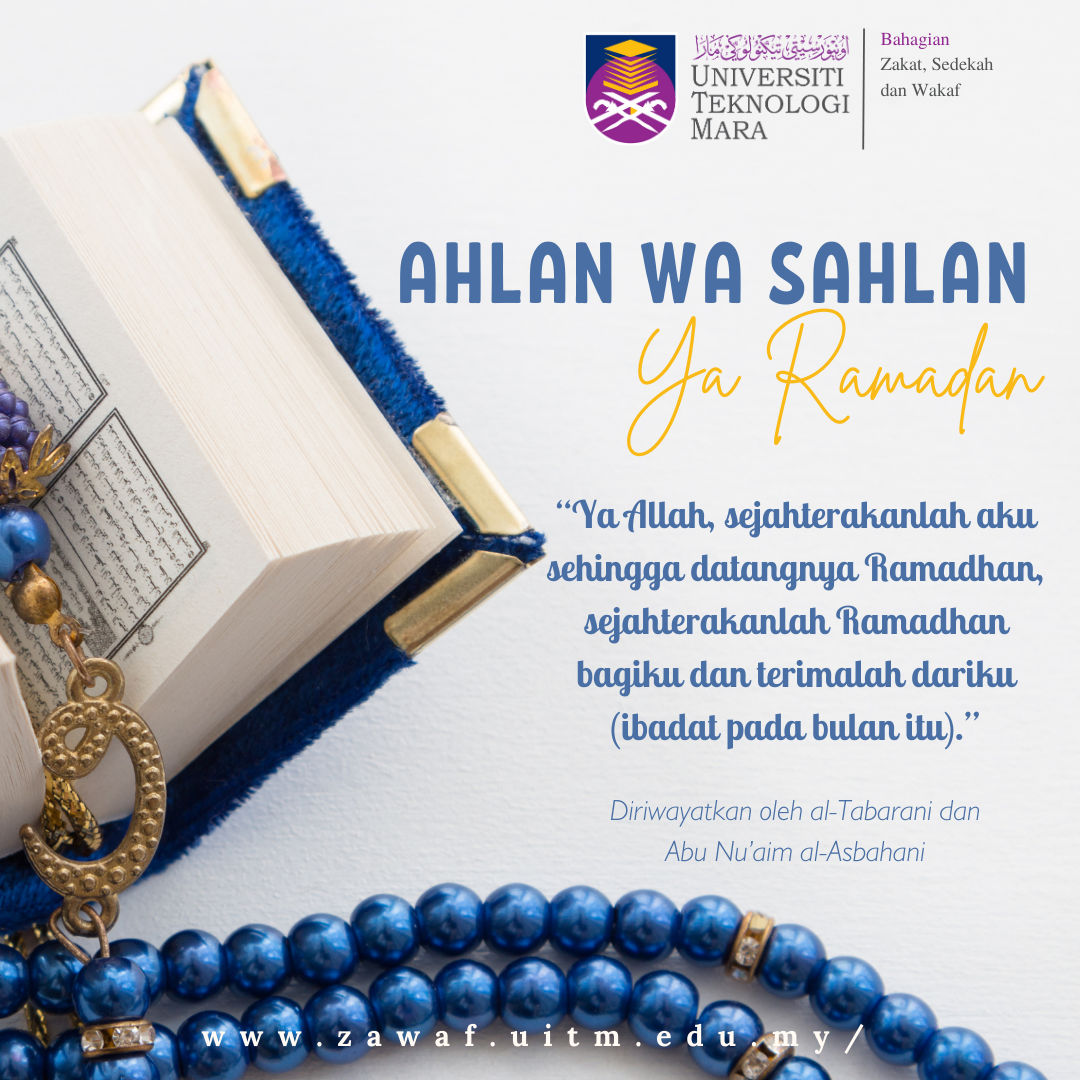 اونيۏرسيتي تيكنولوڬي مارا
UNIVERSITI
TEKNOLOGI
MARA
Bahagian
Zakat, Sedekah
dan Wakaf
AHLAN WA SAHLAN
Ya Ramadan
“Ya Allah, sejahterakanlah aku
sehingga datangnya Ramadhan,
sejahterakanlah Ramadhan
bagiku dan terimalah dariku
(ibadat pada bulan itu).”
Diriwayatkan oleh al-Tabarani dan
Abu Nu’aim al-Asbahani
www.zawaf.uitm.edu.my/